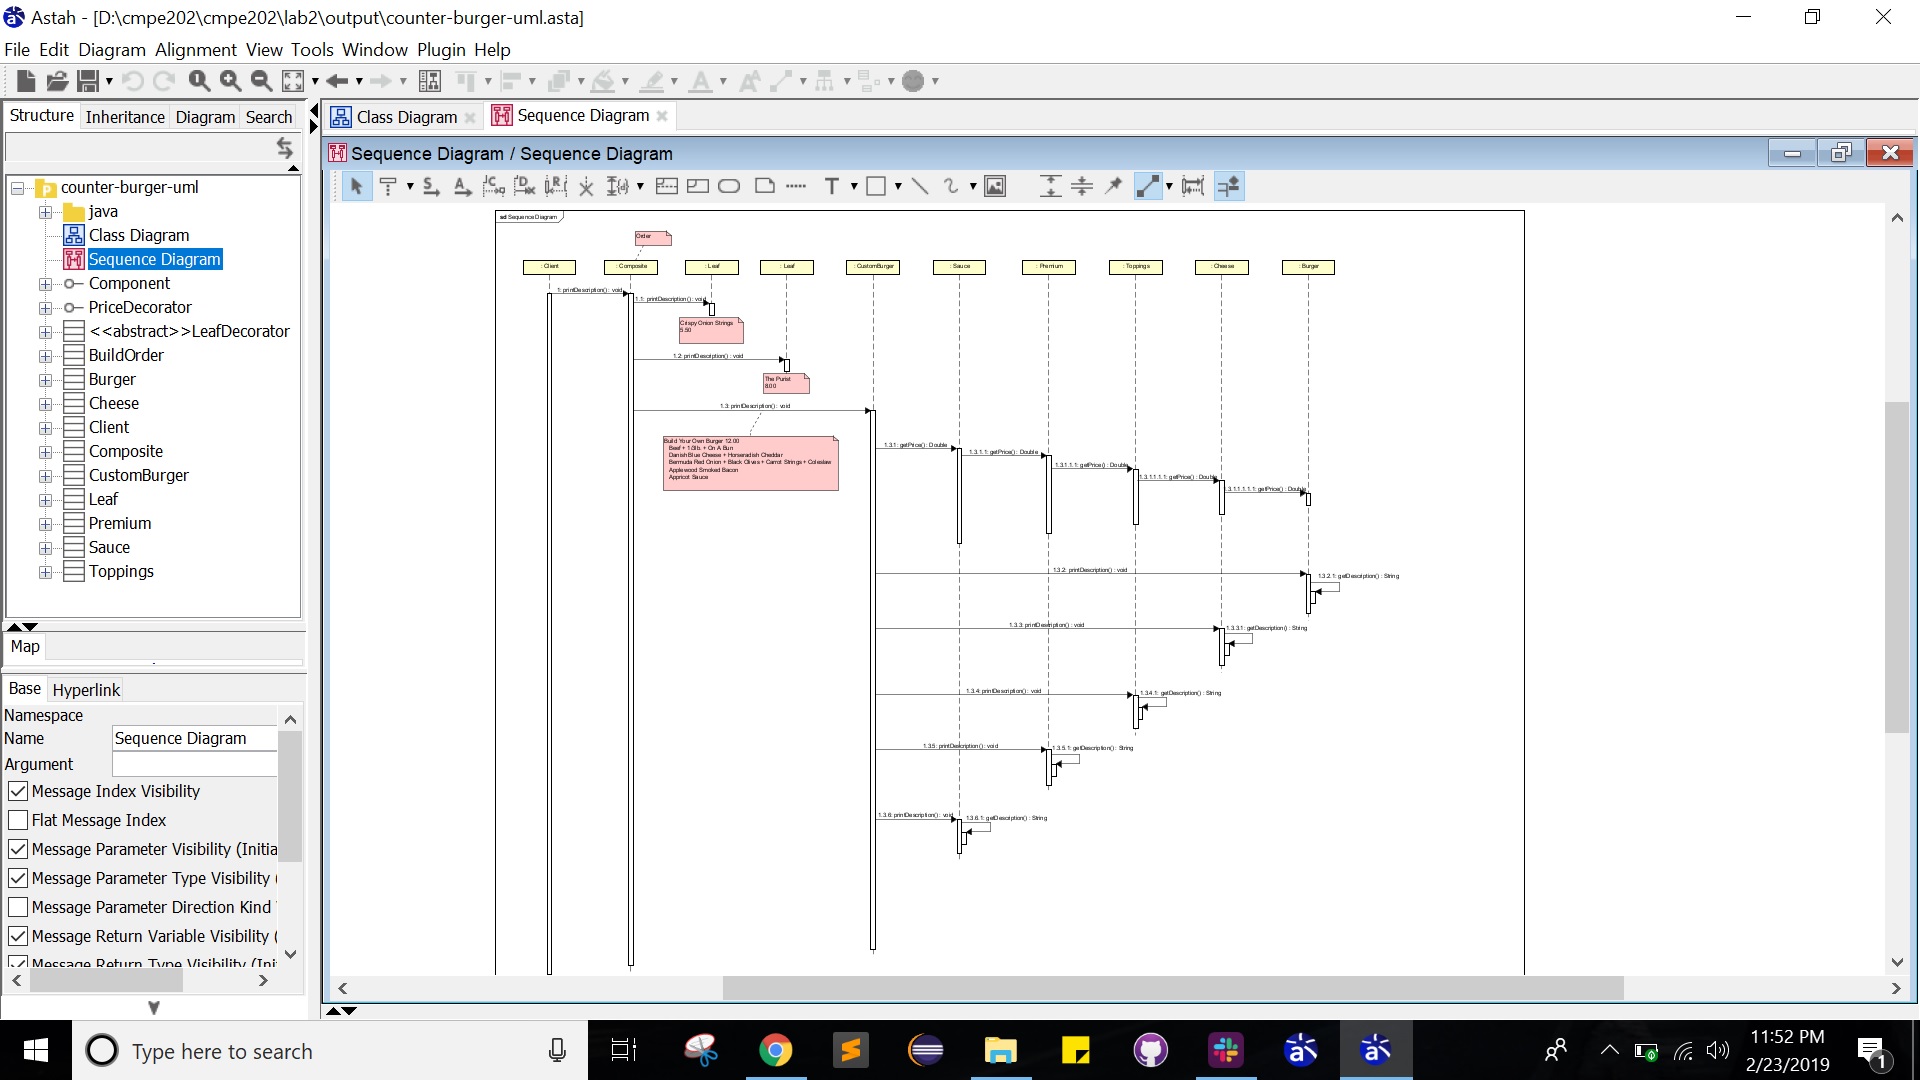 Astah - [D:\cmpe202\cmpe202\lab2\output\counter-burger-uml.asta]
File Edit Diagram Alignment View Tools Window Plugin Help
Structure Inheritance Diagram Search
Class Diagram Sequence Diagram
Sequence Diagram / Sequence Diagram
counter-burger-uml
java
Class Diagram
Sequence Diagram
Component
PriceDecorator
<<abstract>>LeafDecorator
BuildOrder
Burger
Cheese
Client
Composite
CustomBurger
Leaf
Premium
Sauce
Toppings
Map
Base Hyperlink
Namespace
Name Sequence Diagram
Argument
Message Index Visibility
Flat Message Index
Message Parameter Visibility (Initia
Message Parameter Type Visibility (
Message Parameter Direction Kind
Message Return Variable Visibility (
Message Return Type Visibility (Ini
sd Sequence Diagram
Order
: Client : Composite : Leaf : Leaf : CustomBurger : Sauce : Premium : Toppings : Cheese : Burger
1: printDescription() : void
1.1: printDescription() : void
Crispy Onion Strings
5.50
1.2: printDescription() : void
The Purist
8.00
1.3: printDescription() : void
Build Your Own Burger 12.00
Beef + 1/3lb. + On A Bun
Danish Blue Cheese + Horseradish Cheddar
Bermuda Red Onion + Black Olives + Carrot Strings + Coleslaw
Applewood Smoked Bacon
Appricot Sauce
1.3.1: getPrice() : Double
1.3.1.1: getPrice() : Double
1.3.1.1.1: getPrice() : Double
1.3.1.1.1.1: getPrice() : Double
1.3.1.1.1.1.1: getPrice() : Double
1.3.2: printDescription() : void
1.3.2.1: getDescription() : String
1.3.3: printDescription() : void
1.3.3.1: getDescription() : String
1.3.4: printDescription() : void
1.3.4.1: getDescription() : String
1.3.5: printDescription() : void
1.3.5.1: getDescription() : String
1.3.6: printDescription() : void
1.3.6.1: getDescription() : String
Type here to search
11:52 PM
2/23/2019
1